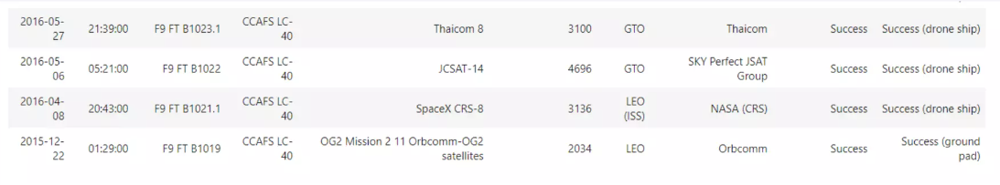 2016-05-27 21:39:00 F9 FT B1023.1 CCAFS LC-40 Thaicom 8 3100 GTO Thaicom Success Success (drone ship)
2016-05-06 05:21:00 F9 FT B1022 CCAFS LC-40 JCSAT-14 4696 GTO SKY Perfect JSAT Group Success Success (drone ship)
2016-04-08 20:43:00 F9 FT B1021.1 CCAFS LC-40 SpaceX CRS-8 3136 LEO (ISS) NASA (CRS) Success Success (drone ship)
2015-12-22 01:29:00 F9 FT B1019 CCAFS LC-40 OG2 Mission 2 11 Orbcomm-OG2 satellites 2034 LEO Orbcomm Success Success (ground pad)